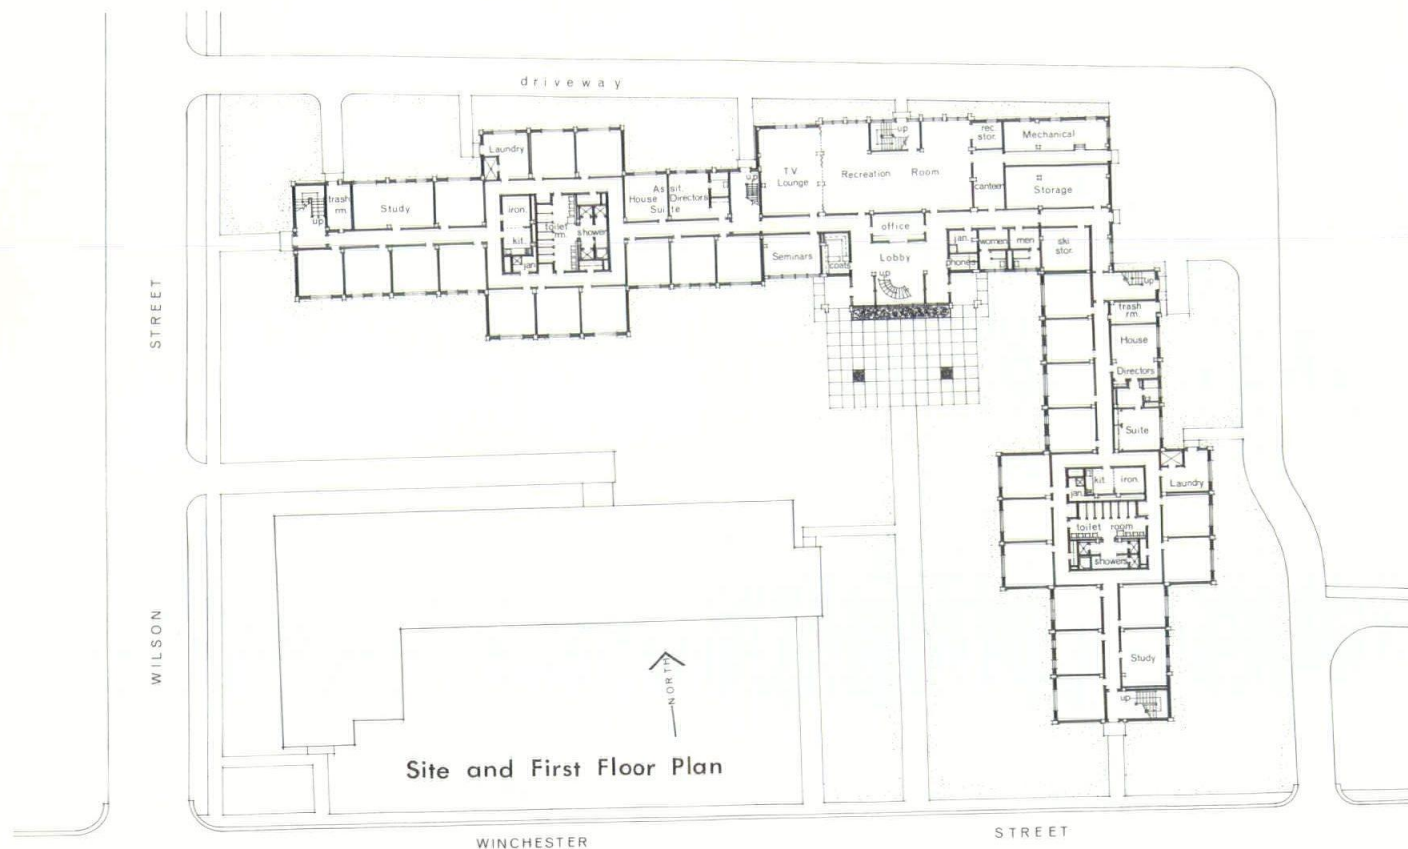 driveway
up
rec.
stor.
Mechanical
Laundry
T V
Lounge
Recreation Room
canteen
Storage
up
trash
rm.
Study
iron.
kit.
jan.
toilet
rm.
shower
Assit.
House Directors
Suite
up
office
Lobby
up
Seminars
coats
jan.
phones
women
men
ski
stor.
up
trash
rm.
House
Directors
Suite
kit.
iron.
jan.
Laundry
toilet room
showers
Study
up
STREET
WILSON
NORTH
Site and First Floor Plan
WINCHESTER
STREET